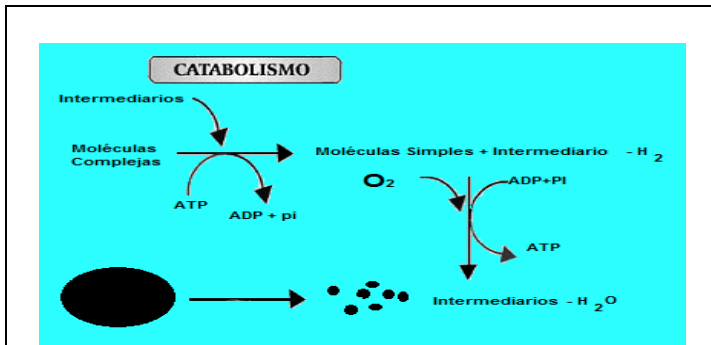 CATABOLISMO
Intermediarios
Moléculas
Complejas
Moléculas Simples + Intermediario - H 2
O2
ADP+PI
ATP
ADP + pi
ATP
Intermediarios - H 2O